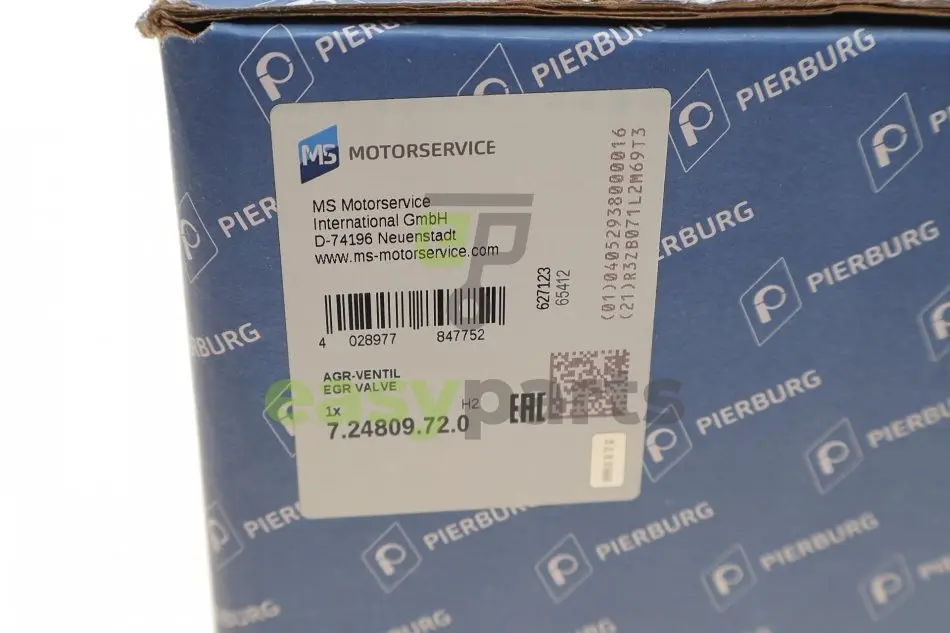 PIERBURG
PIERBURG
PIERBURG
MS MOTORSERVICE
MS Motorservice
International GmbH
D-74196 Neuenstadt
www.ms-motorservice.com
4 028977 847752
627123
65412
(01)04052938000016
(21)R3ZB071L2M69T3
AGR-VENTIL
EGR VALVE
1x
H2
7.24809.72.0
EAC
easyparts
PIERBURG
PIERBURG
PIERBURG
PIERBURG
PIERBURG
PIERBURG